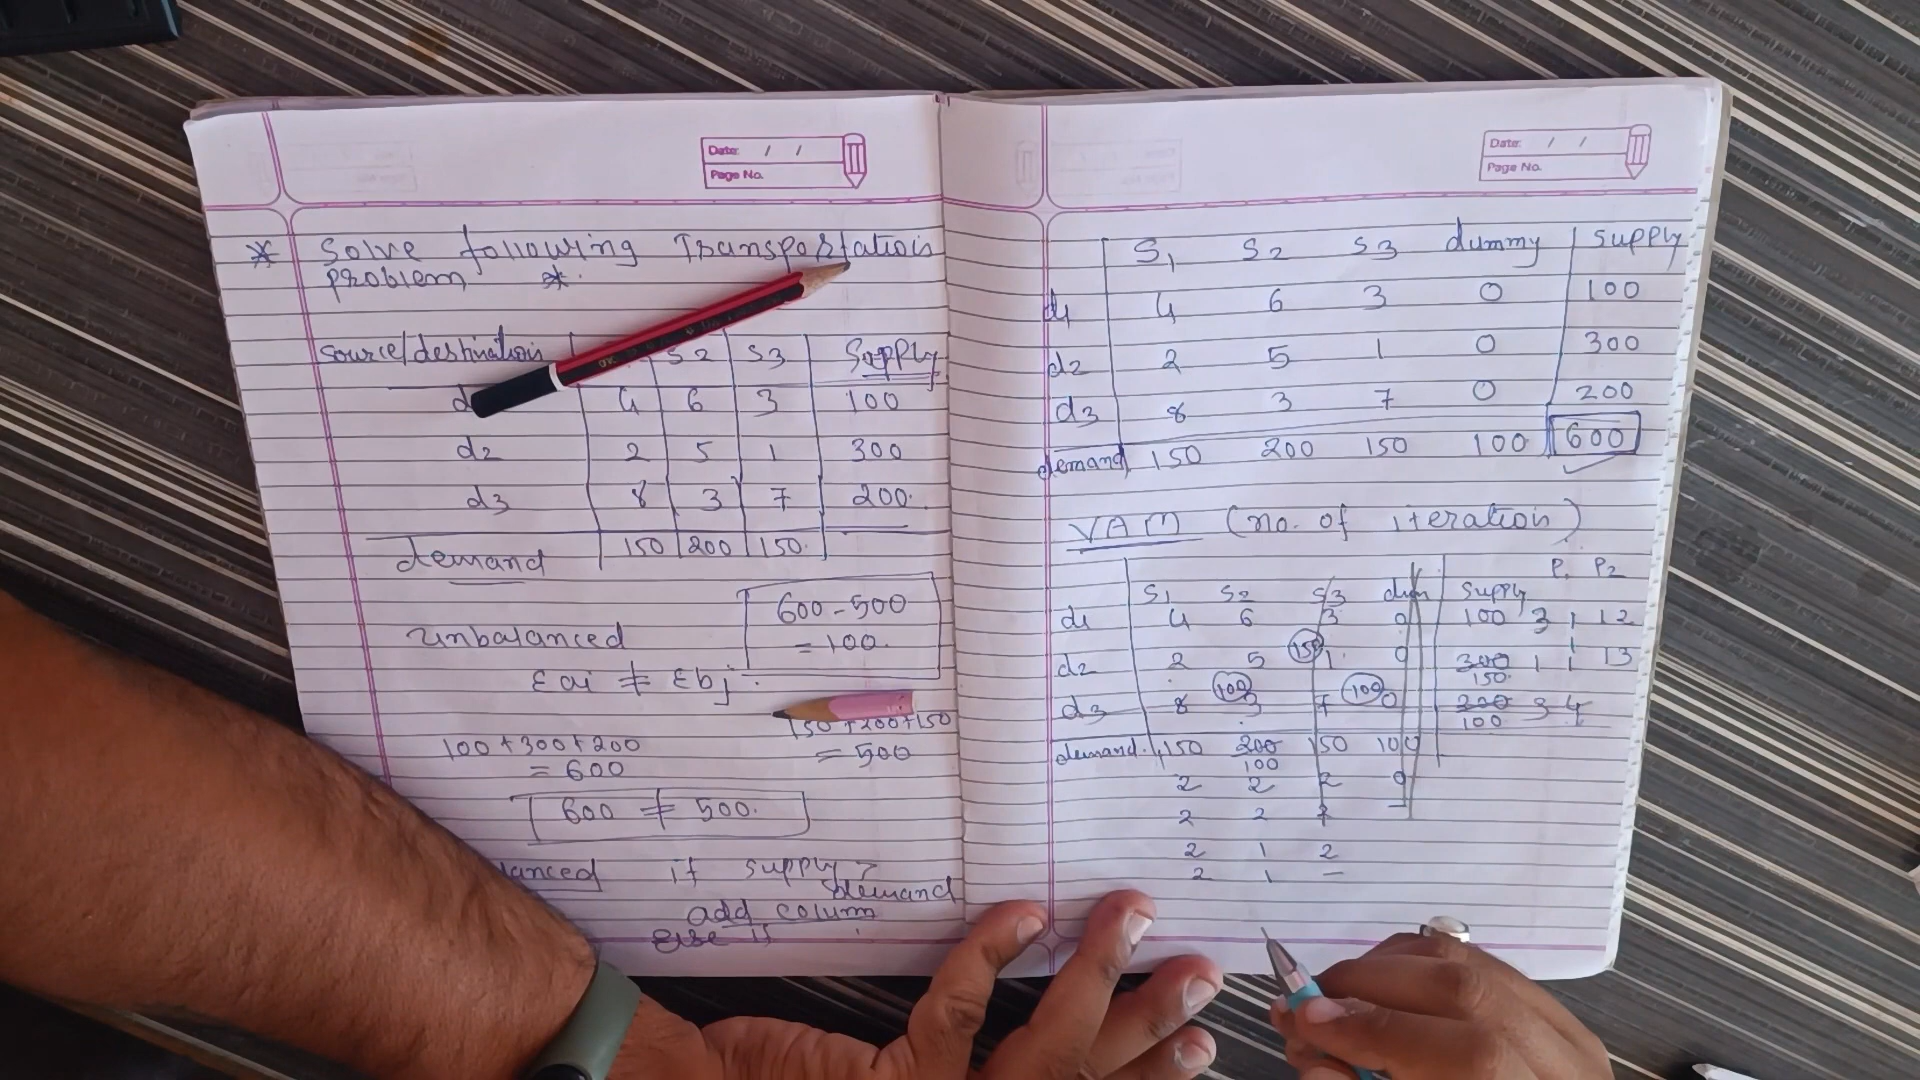 Date: / /
Page No.
* Solve following Transportation
problem *.
source/destination S2 S3 Supply
d 4 6 3 100
d2 2 5 1 300
d3 8 3 7 200.
demand 150 200 150.
600-500
= 100.
unbalanced
Σai ≠ Σbj.
150+200+150
= 500
100+300+200
= 600
600 ≠ 500.
lanced if supply >
demand
add column
else if
Date: / /
Page No.
S1 S2 S3 dummy supply
d1 4 6 3 0 100
d2 2 5 1 0 300
d3 8 3 7 0 200
demand 150 200 150 100 600
VAM (no. of iteration)
P1 P2
S1 S2 S3 dum supply
d1 4 6 3 0 100 3 1 2
150
d2 2 5 1 0 300 1 1 3
150
100 100
d3 8 3 7 0 200 3 4
100
demand. 150 200 150 100
100
2 2 2 0
2 2
2 1 2
2 1 -